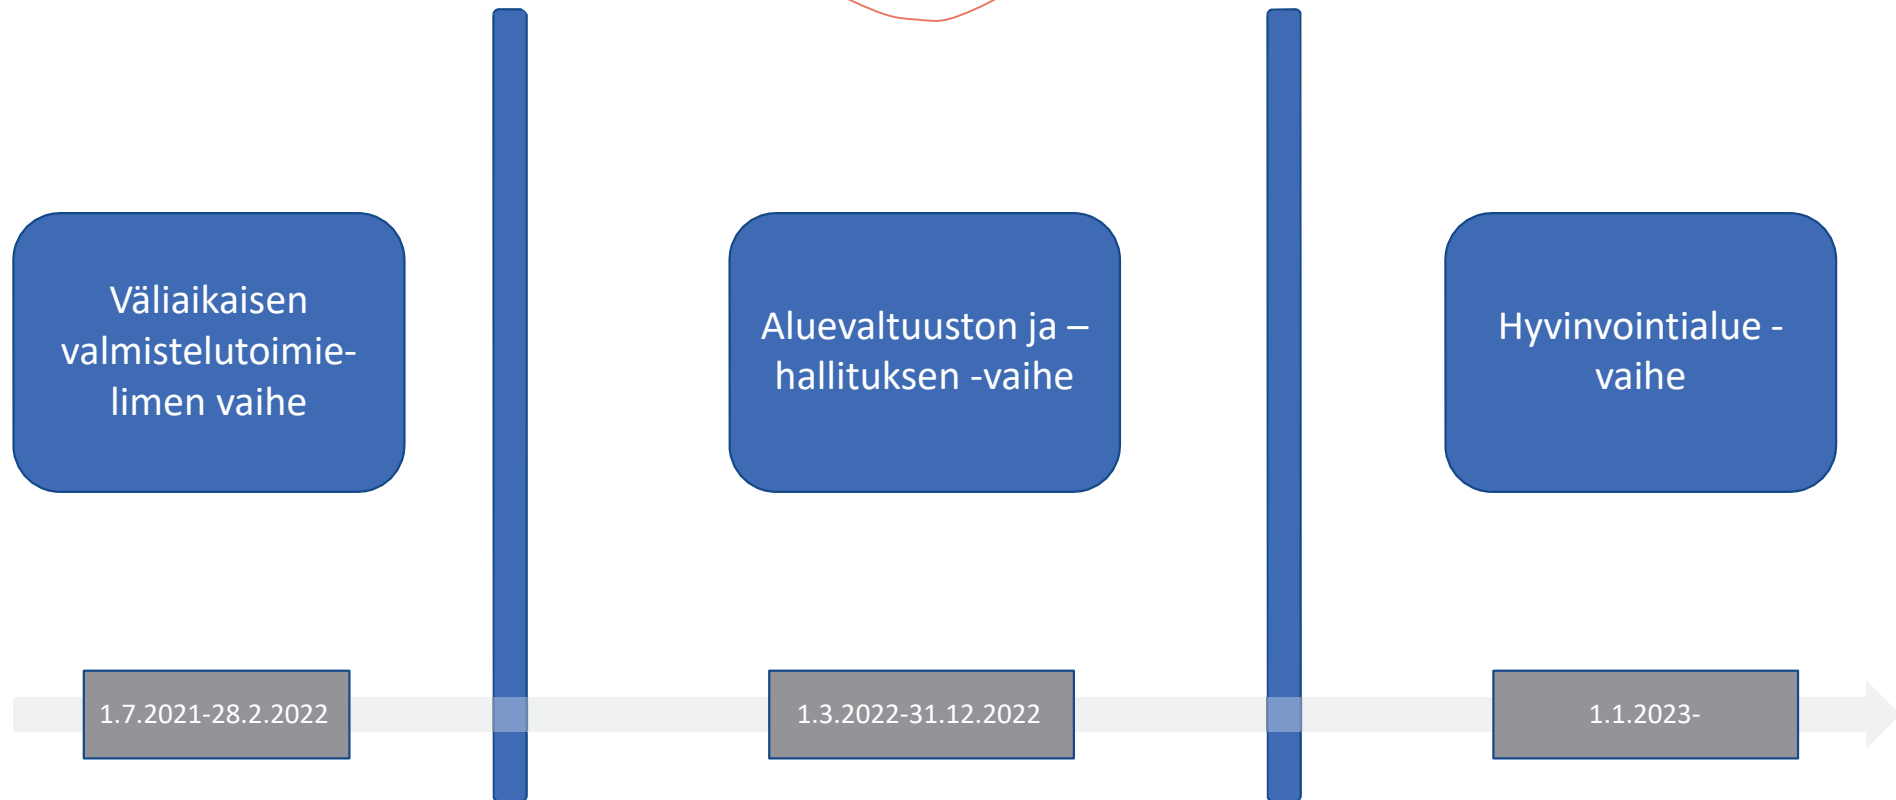 Väliaikaisen
valmistelutoimie-
limen vaihe
Aluevaltuuston ja –
hallituksen -vaihe
Hyvinvointialue -
vaihe
1.7.2021-28.2.2022
1.3.2022-31.12.2022
1.1.2023-